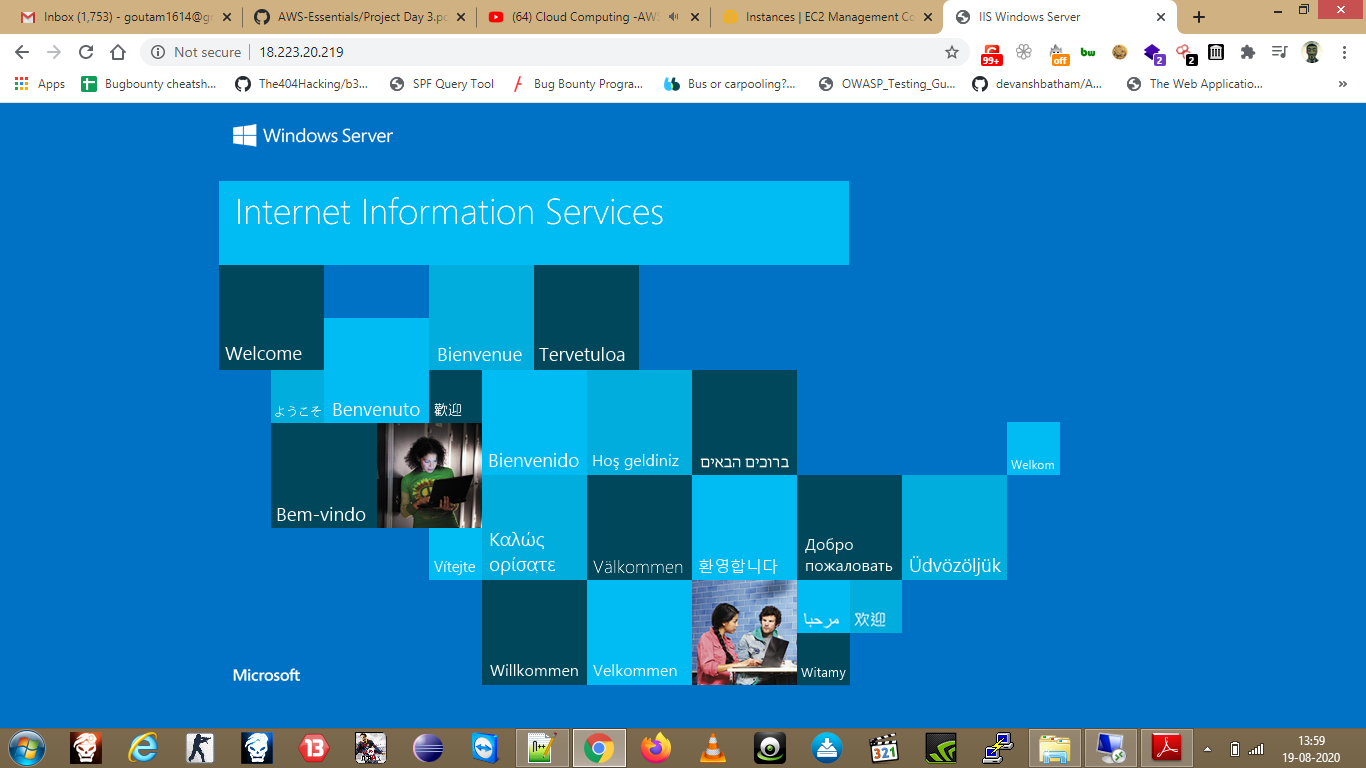 Inbox (1,753) - goutam1614@g
AWS-Essentials/Project Day 3.po
(64) Cloud Computing -AWS
Instances | EC2 Management Co
IIS Windows Server
Not secure
18.223.20.219
99+
off
bw
2
2
Apps
Bugbounty cheatsh...
The404Hacking/b3...
SPF Query Tool
Bug Bounty Progra...
Bus or carpooling?...
OWASP_Testing_Gu...
devanshbatham/A...
The Web Applicatio...
»
Windows Server
Internet Information Services
Welcome
Bienvenue
Tervetuloa
ようこそ
Benvenuto
歡迎
Bienvenido
Hoş geldiniz
ברוכים הבאים
Welkom
Bem-vindo
Vítejte
Καλώς
ορίσατε
Välkommen
환영합니다
Добро
пожаловать
Üdvözöljük
Willkommen
Velkommen
مرحبا
欢迎
Witamy
Microsoft
13
321
13:59
19-08-2020